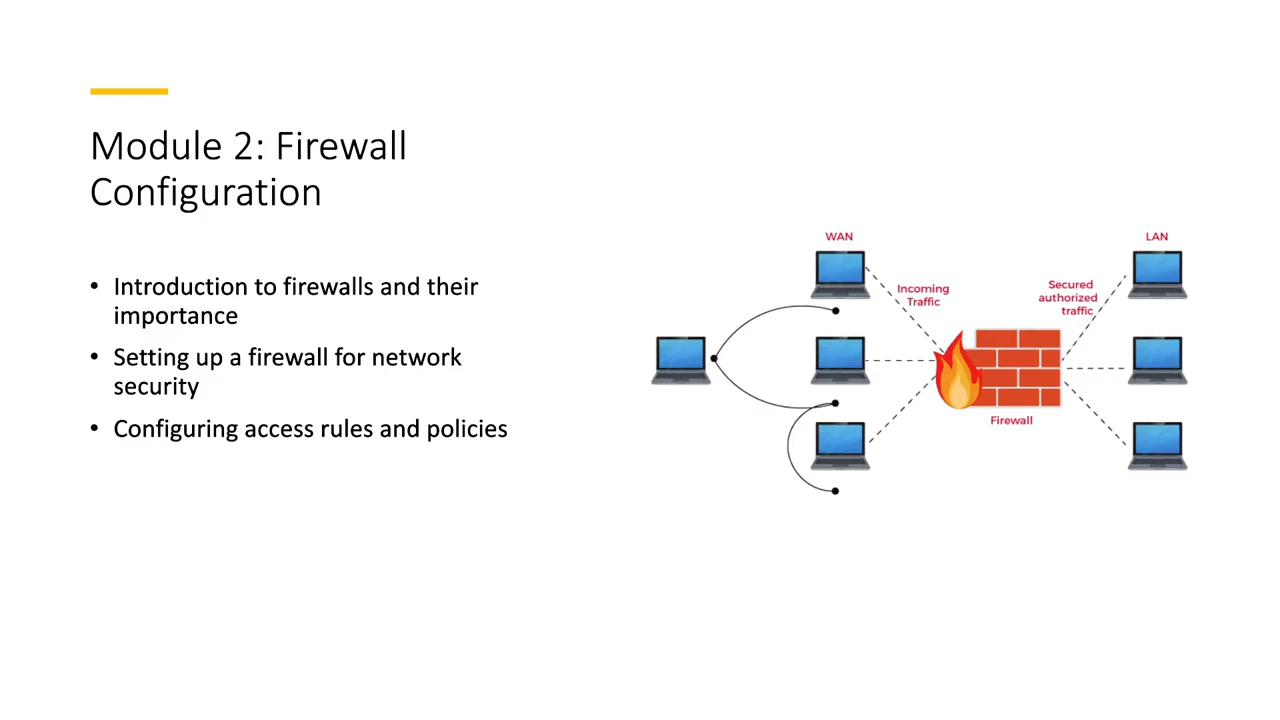 Module 2: Firewall
Configuration
• Introduction to firewalls and their
importance
• Setting up a firewall for network
security
• Configuring access rules and policies
WAN
LAN
Incoming
Traffic
Secured
authorized
traffic
Firewall